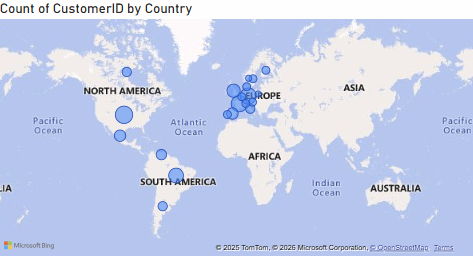 Count of CustomerID by Country
NORTH AMERICA
EUROPE
ASIA
Pacific
Ocean
Atlantic
Ocean
Pacific
Ocean
AFRICA
SOUTH AMERICA
Indian
Ocean
AUSTRALIA
IA
Microsoft Bing
© 2025 TomTom, © 2026 Microsoft Corporation, © OpenStreetMap Terms